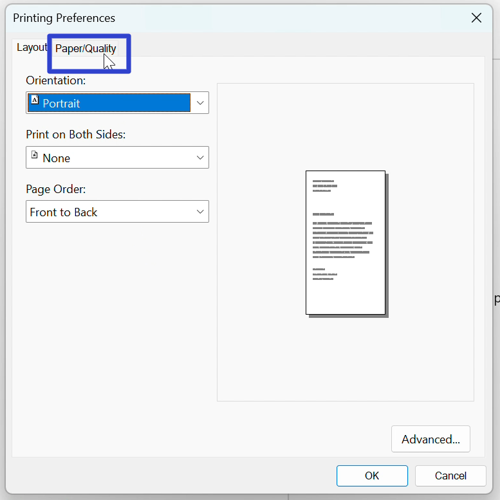 Printing Preferences
Layout Paper/Quality
Orientation:
Portrait
Print on Both Sides:
None
Page Order:
Front to Back
Advanced...
OK Cancel